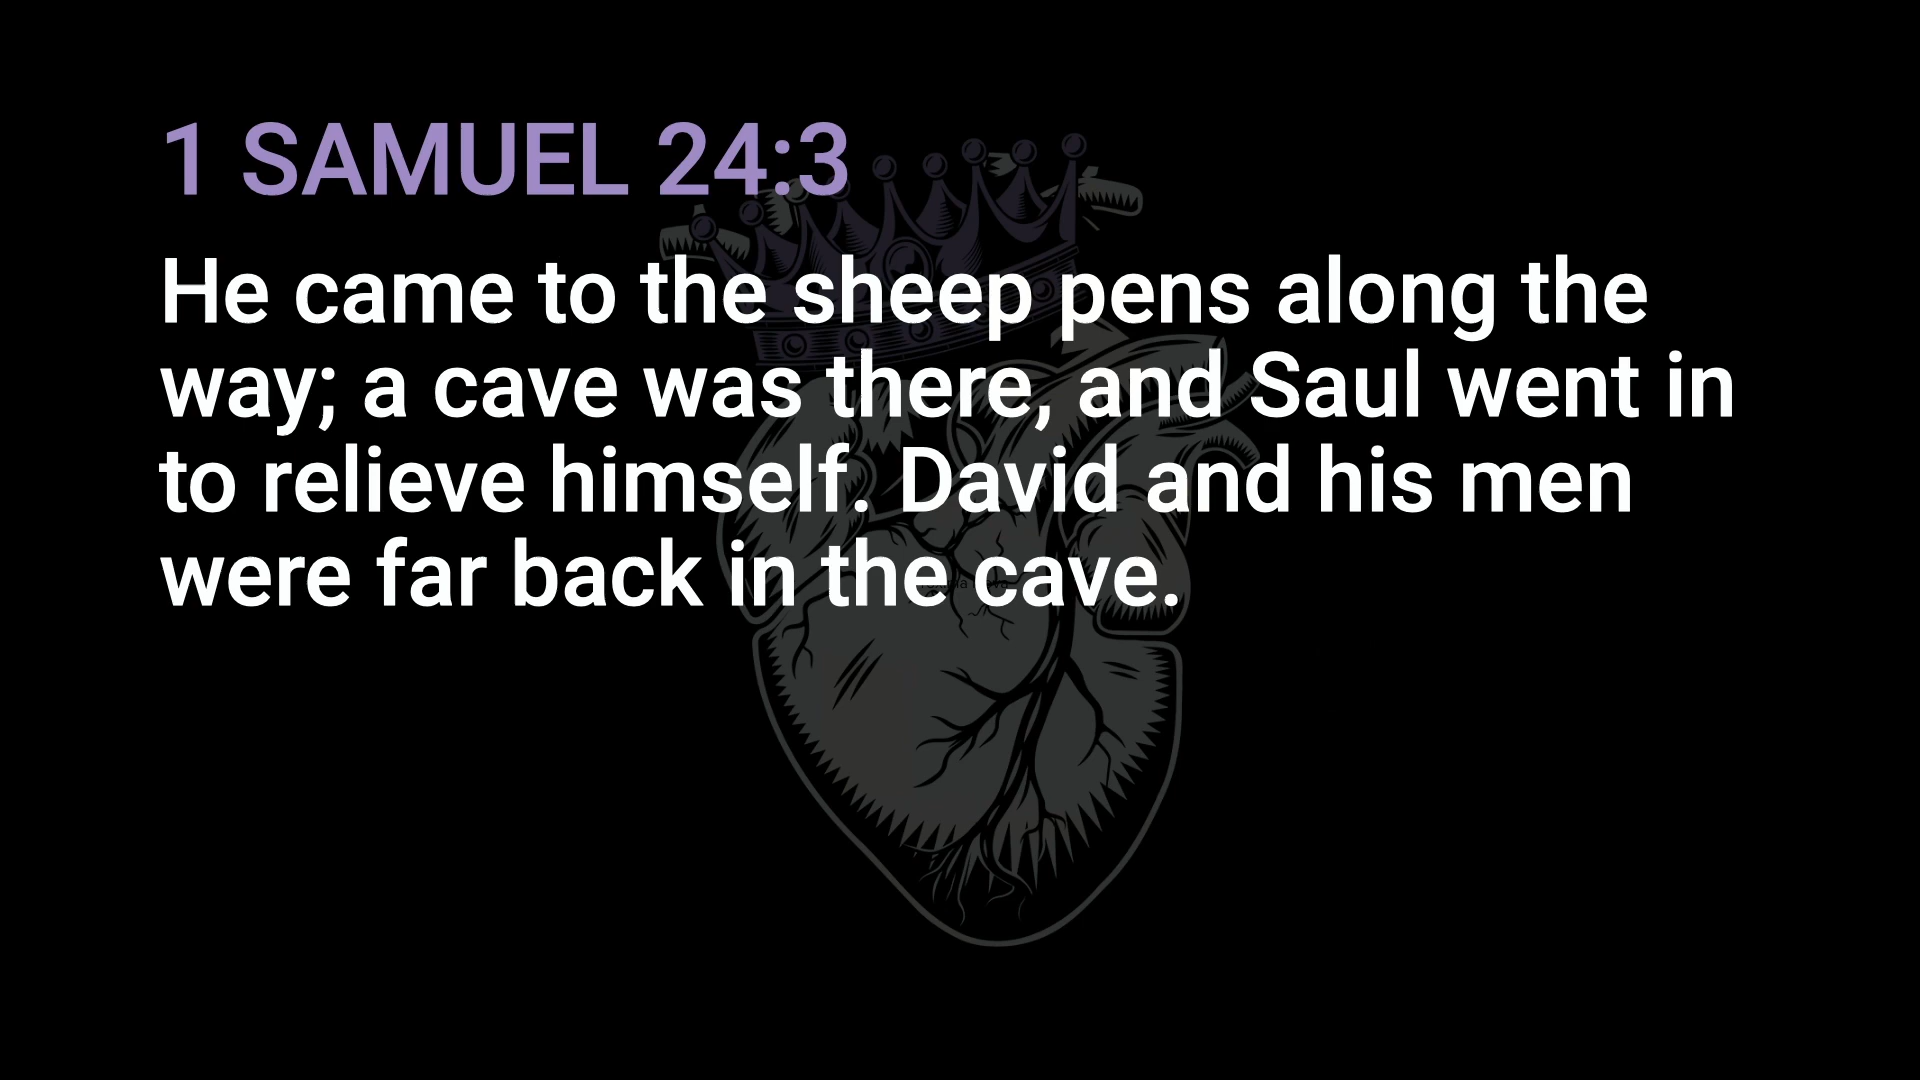 1 SAMUEL 24:3
He came to the sheep pens along the
way; a cave was there, and Saul went in
to relieve himself. David and his men
were far back in the cave.